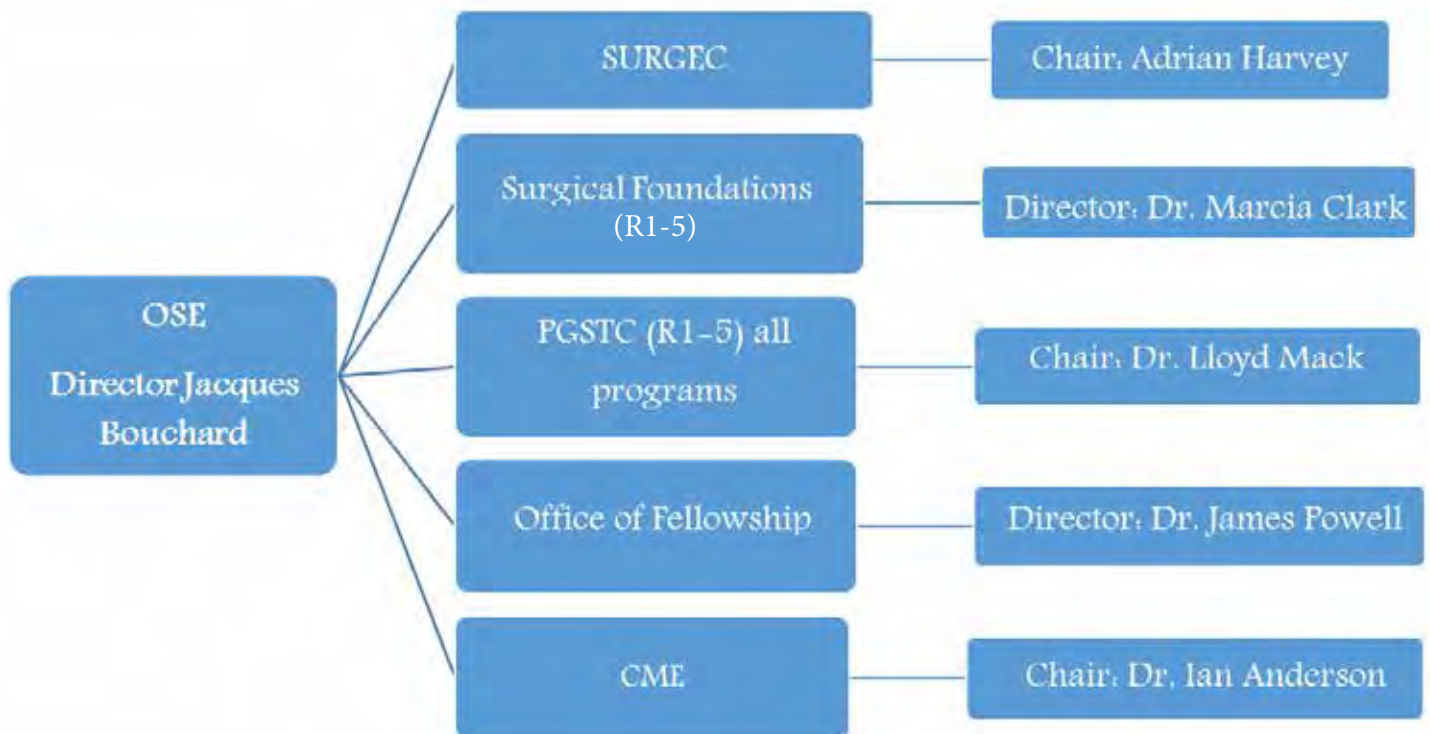 SURGEC
Chair: Adrian Harvey
Surgical Foundations
(R1-5)
Director: Dr. Marcia Clark
OSE
Director Jacques
Bouchard
PGSTC (R1-5) all
programs
Chair: Dr. Lloyd Mack
Office of Fellowship
Director: Dr. James Powell
CME
Chair: Dr. Ian Anderson